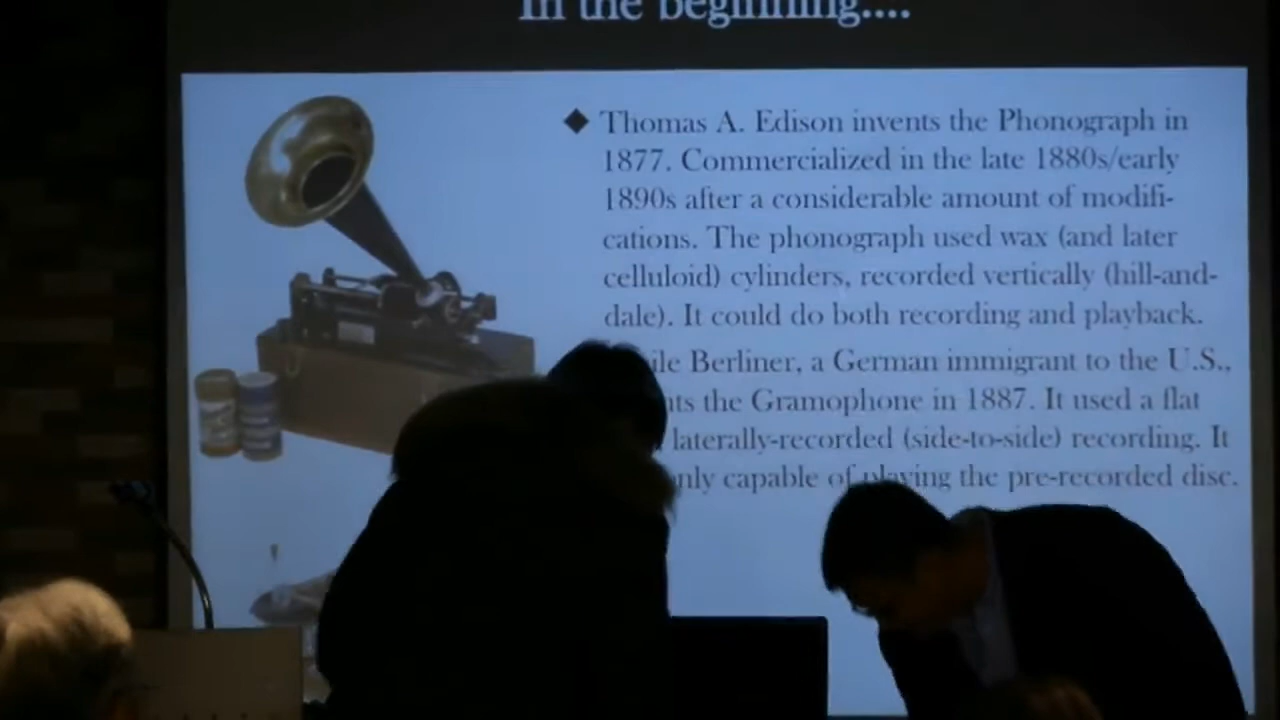 In the beginning....
◆ Thomas A. Edison invents the Phonograph in
1877. Commercialized in the late 1880s/early
1890s after a considerable amount of modifi-
cations. The phonograph used wax (and later
celluloid) cylinders, recorded vertically (hill-and-
dale). It could do both recording and playback.
ile Berliner, a German immigrant to the U.S.,
nts the Gramophone in 1887. It used a flat
laterally-recorded (side-to-side) recording. It
nly capable of playing the pre-recorded disc.